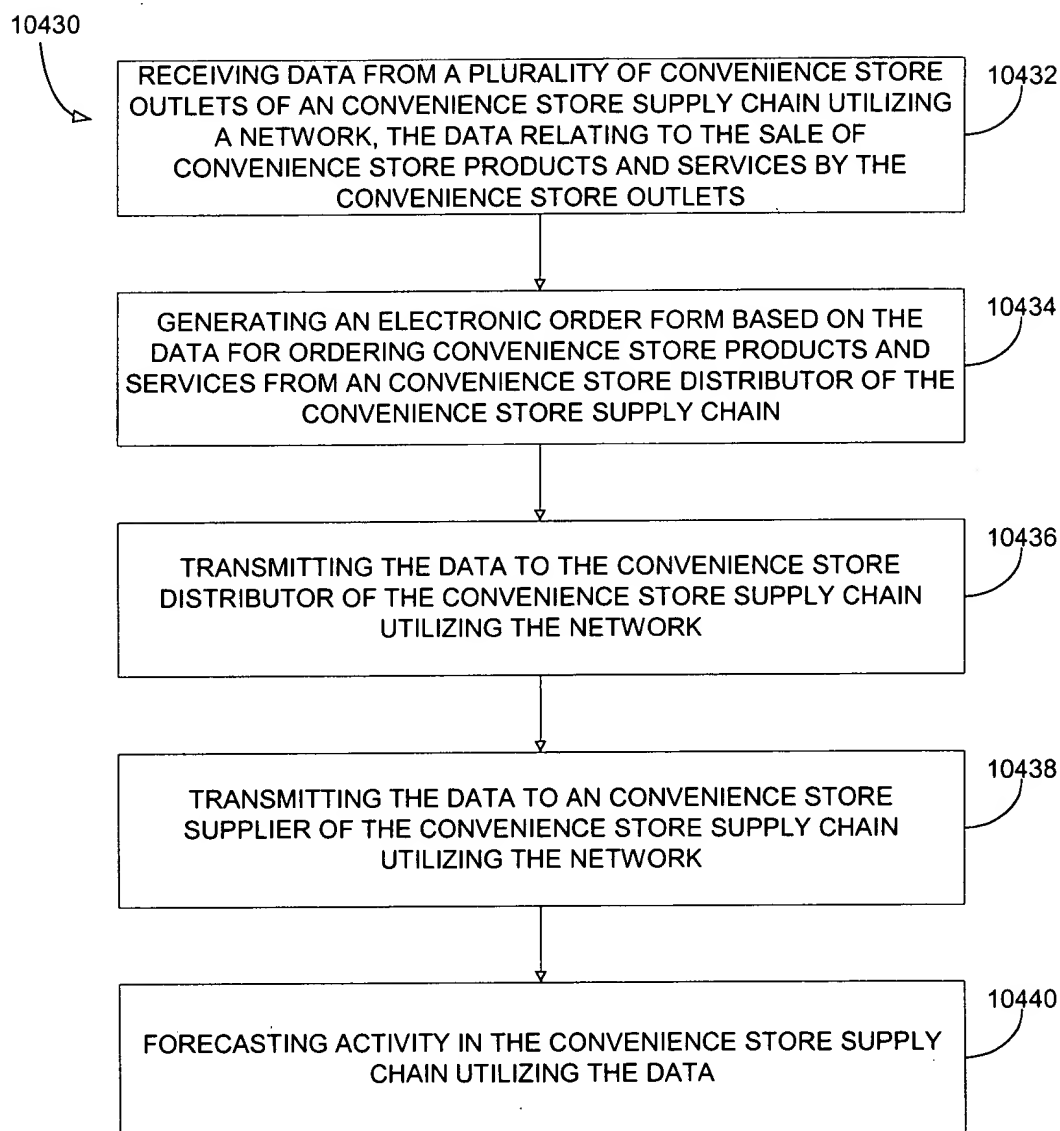 10430
RECEIVING DATA FROM A PLURALITY OF CONVENIENCE STORE
OUTLETS OF AN CONVENIENCE STORE SUPPLY CHAIN UTILIZING
A NETWORK, THE DATA RELATING TO THE SALE OF
CONVENIENCE STORE PRODUCTS AND SERVICES BY THE
CONVENIENCE STORE OUTLETS
10432
GENERATING AN ELECTRONIC ORDER FORM BASED ON THE
DATA FOR ORDERING CONVENIENCE STORE PRODUCTS AND
SERVICES FROM AN CONVENIENCE STORE DISTRIBUTOR OF THE
CONVENIENCE STORE SUPPLY CHAIN
10434
TRANSMITTING THE DATA TO THE CONVENIENCE STORE
DISTRIBUTOR OF THE CONVENIENCE STORE SUPPLY CHAIN
UTILIZING THE NETWORK
10436
TRANSMITTING THE DATA TO AN CONVENIENCE STORE
SUPPLIER OF THE CONVENIENCE STORE SUPPLY CHAIN
UTILIZING THE NETWORK
10438
FORECASTING ACTIVITY IN THE CONVENIENCE STORE SUPPLY
CHAIN UTILIZING THE DATA
10440